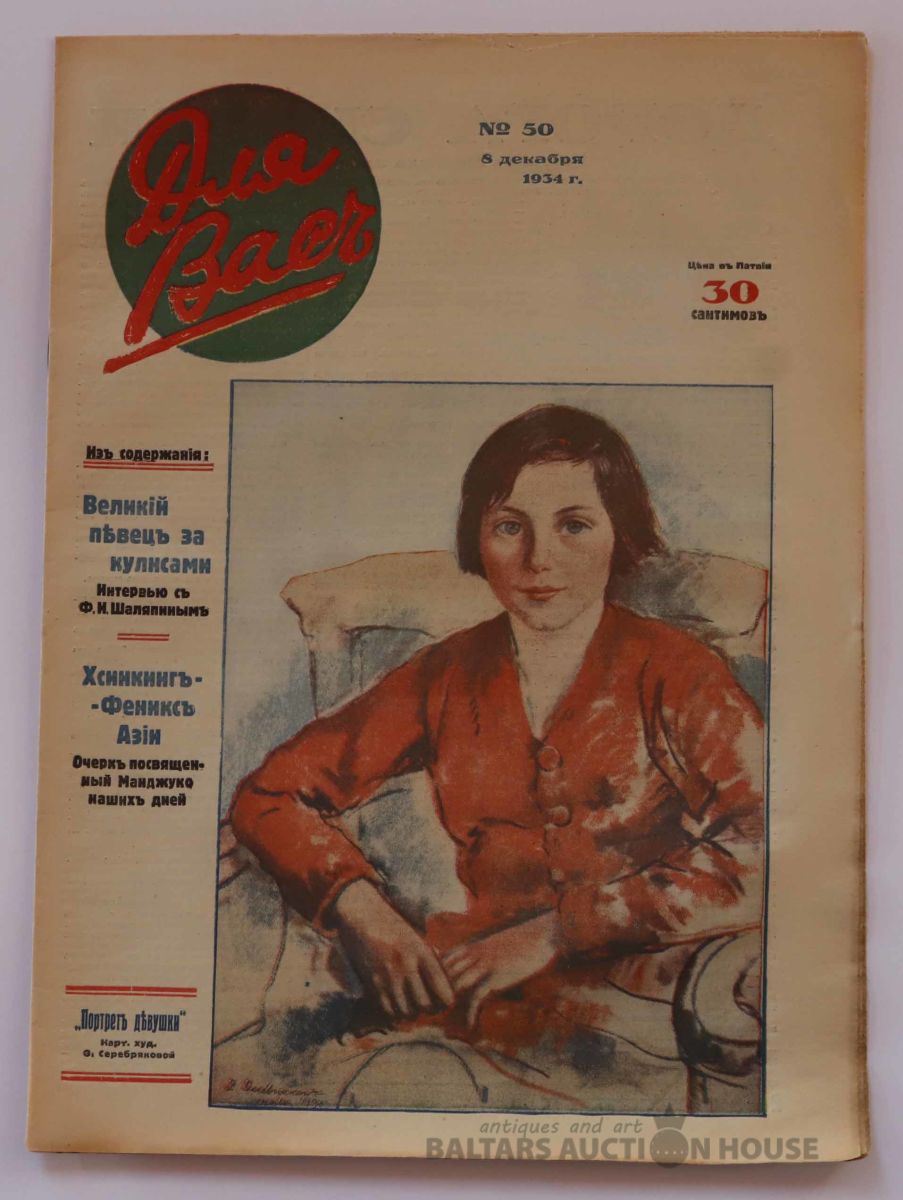 Для
Васъ
№ 50
8 декабря
1934 г.
Цѣна въ Латвіи
30
сантимовъ
Изъ содержанія:
Великій
пѣвецъ за
кулисами
Интервью съ
Ф. И. Шаляпинымъ
Хсинкингъ-
-Фениксъ
Азіи
Очеркъ посвящен-
ный Манджуко
нашихъ дней
„Портретъ дѣвушки"
Карт. худ.
З. Серебряковой
antiques and art
BALTARS AUCTION HOUSE